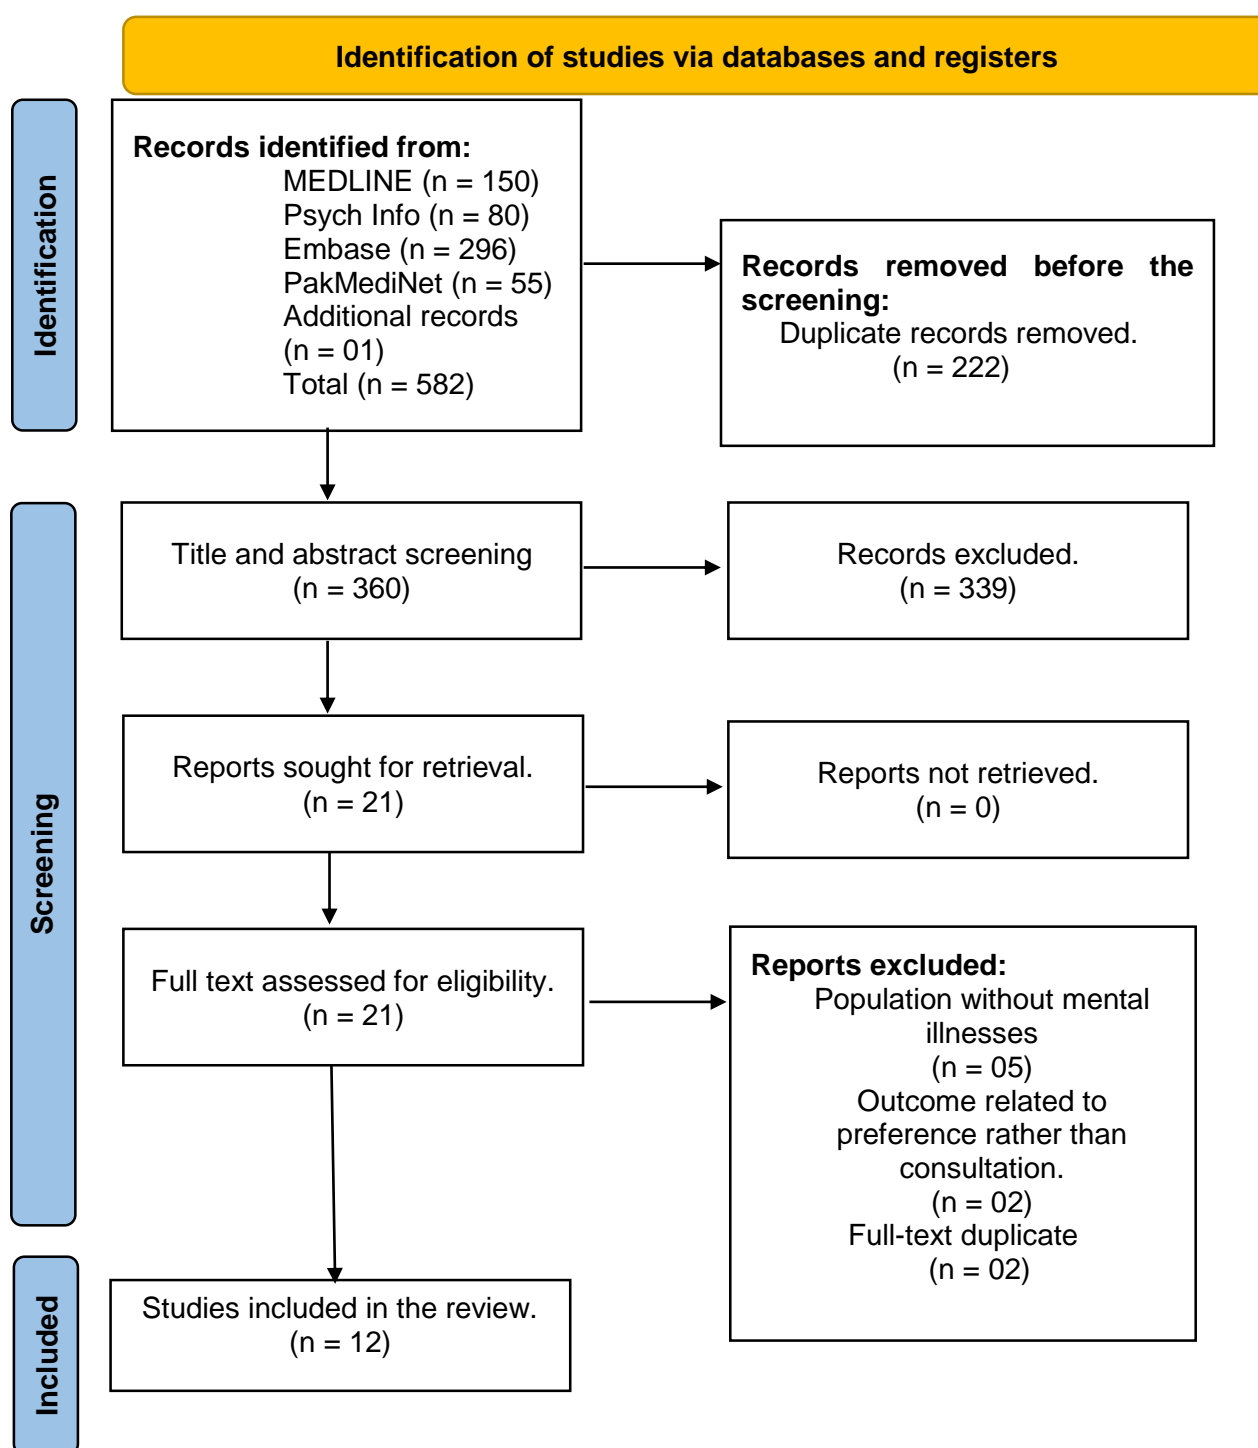 Identification of studies via databases and registers
Identification
Records identified from:
MEDLINE (n = 150)
Psych Info (n = 80)
Embase (n = 296)
PakMediNet (n = 55)
Additional records
(n = 01)
Total (n = 582)
Records removed before the
screening:
Duplicate records removed.
(n = 222)
Screening
Title and abstract screening
(n = 360)
Records excluded.
(n = 339)
Reports sought for retrieval.
(n = 21)
Reports not retrieved.
(n = 0)
Full text assessed for eligibility.
(n = 21)
Reports excluded:
Population without mental
illnesses
(n = 05)
Outcome related to
preference rather than
consultation.
(n = 02)
Full-text duplicate
(n = 02)
Included
Studies included in the review.
(n = 12)